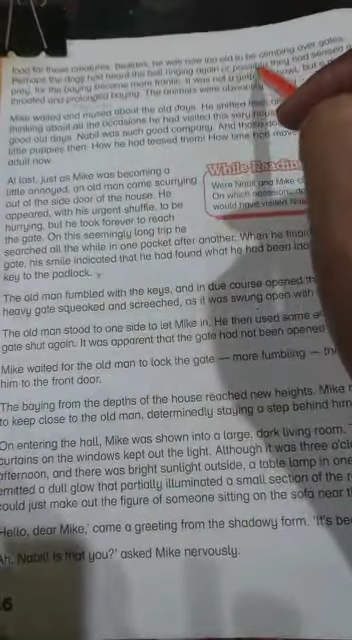 food for those creatures. Besides, he was now too old to be climbing over gates.
Perhaps the dogs had heard the bell ringing again or possibly they had sensed
prey, for the baying became more frantic. It was not a
throated and prolonged baying. The animals were obviously
Mike waited and mused about the old days. He shifted
thinking about all the occasions he had visited this very
good old days. Nabil was such good company. And those
little puppies then. How he had teased them! How time had
adult now.
At last, just as Mike was becoming a
little annoyed, an old man came scurrying
out of the side door of the house. He
appeared, with his urgent shuffle, to be
hurrying, but he took forever to reach
the gate. On this seemingly long trip he
searched all the while in one pocket after another. When he
gate, his smile indicated that he had found what he had been
key to the padlock.
While Readin
Were Nabil and Mike
On which occasions
would have visited
The old man fumbled with the keys, and in due course opened
heavy gate squeaked and screeched, as it was swung open with
The old man stood to one side to let Mike in. He then used some
gate shut again. It was apparent that the gate had not been opened
Mike waited for the old man to lock the gate — more fumbling —
him to the front door.
The baying from the depths of the house reached new heights. Mike
to keep close to the old man, determinedly staying a step behind him
On entering the hall, Mike was shown into a large, dark living room.
curtains on the windows kept out the light. Although it was three
afternoon, and there was bright sunlight outside, a table lamp in one
emitted a dull glow that partially illuminated a small section of the
could just make out the figure of someone sitting on the sofa near
Hello, dear Mike,' came a greeting from the shadowy form. 'It's
Ah, Nabil! Is that you?' asked Mike nervously.
6